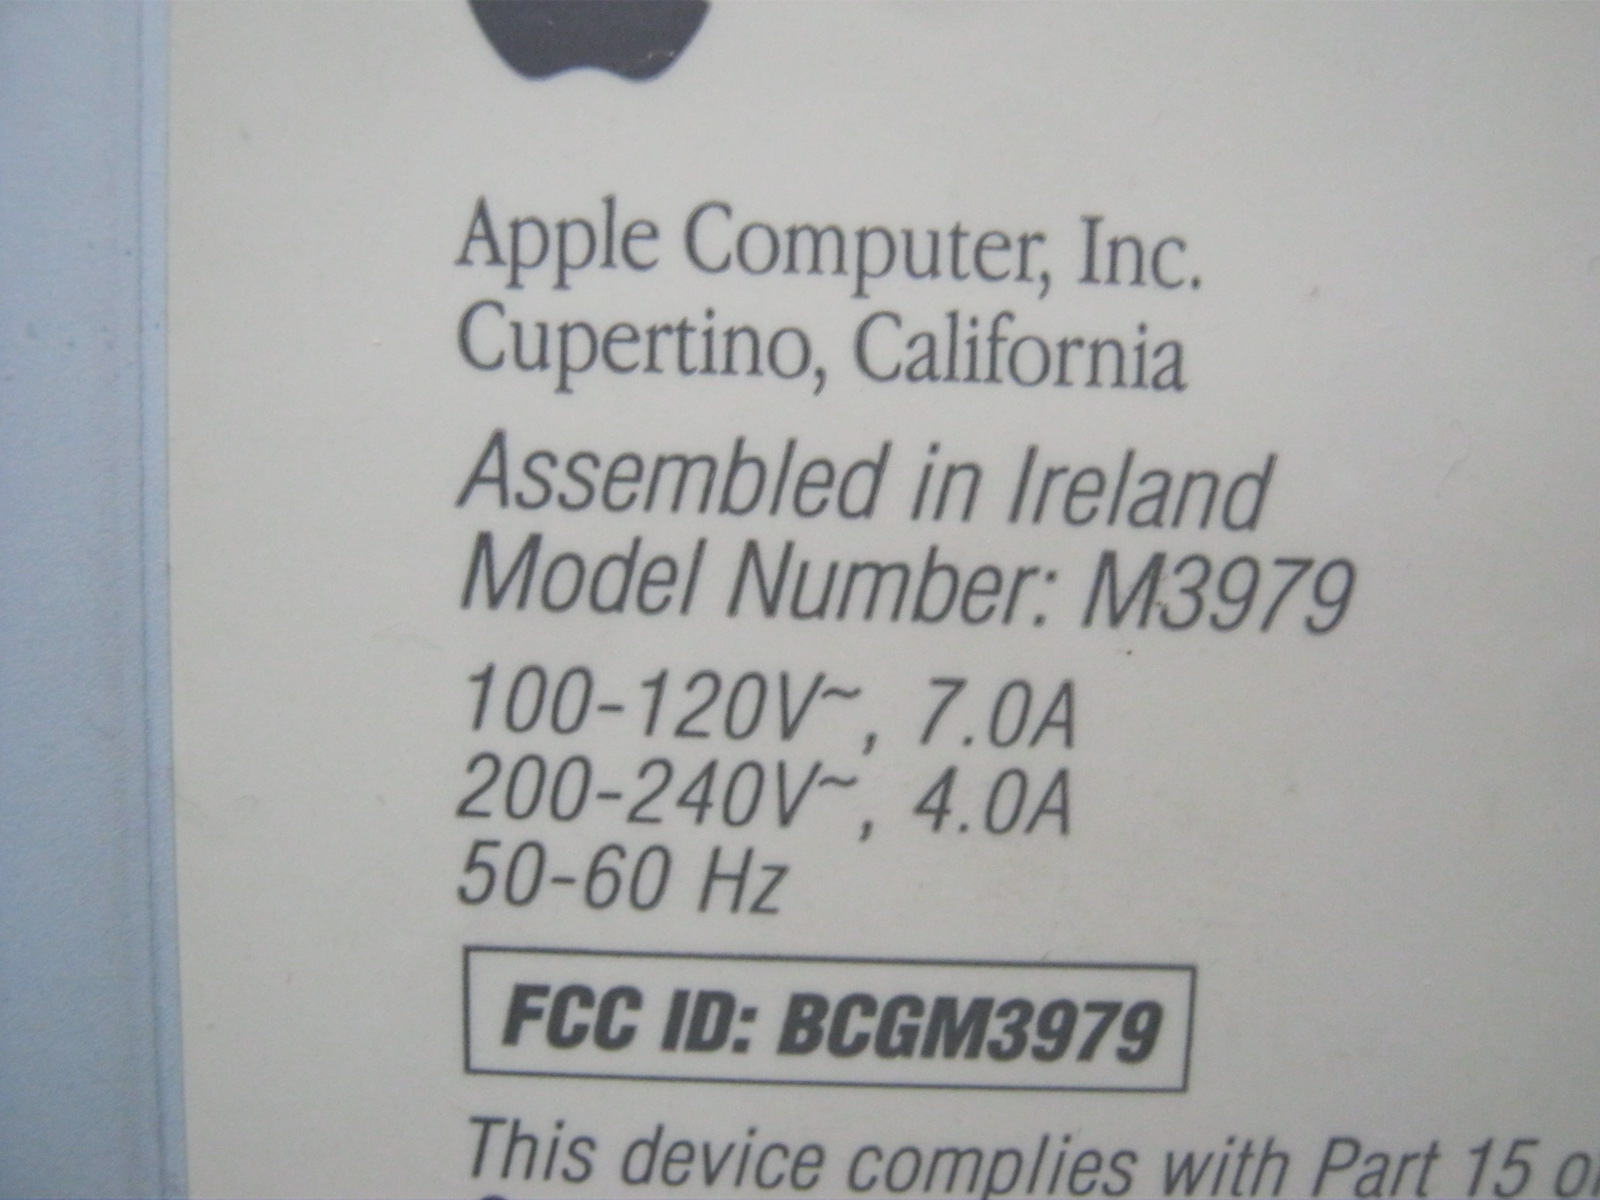 Apple Computer, Inc.
Cupertino, California
Assembled in Ireland
Model Number: M3979
100-120V~, 7.0A
200-240V~, 4.0A
50-60 Hz
FCC ID: BCGM3979
This device complies with Part 15